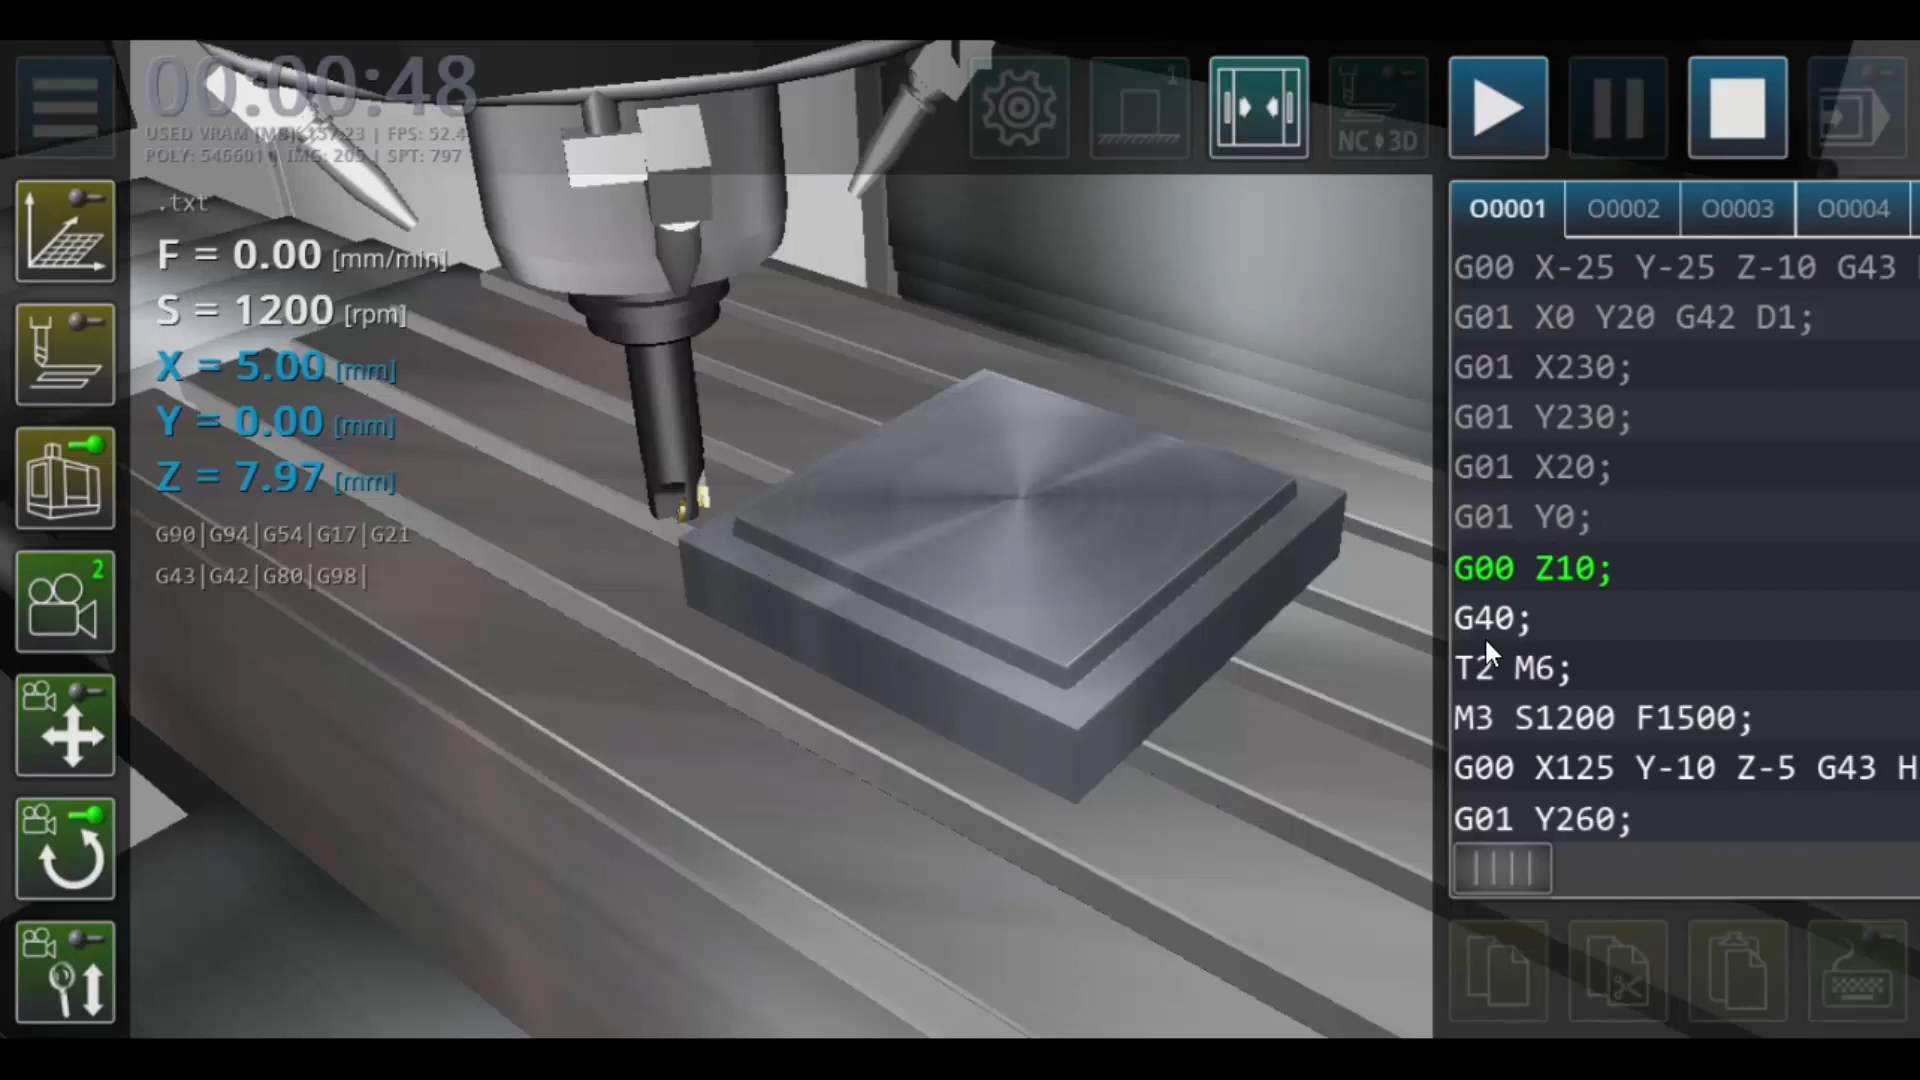 00:00:48
USED VRAM [MB] 157.23 | FPS: 52.4
POLY: 546601 | IMG: 205 | SPT: 797
.txt
F = 0.00 [mm/min]
S = 1200 [rpm]
X = 5.00 [mm]
Y = 0.00 [mm]
Z = 7.97 [mm]
G90|G94|G54|G17|G21
G43|G42|G80|G98|
2
1
NC 3D
O0001 O0002 O0003 O0004
G00 X-25 Y-25 Z-10 G43
G01 X0 Y20 G42 D1;
G01 X230;
G01 Y230;
G01 X20;
G01 Y0;
G00 Z10;
G40;
T2 M6;
M3 S1200 F1500;
G00 X125 Y-10 Z-5 G43 H
G01 Y260;